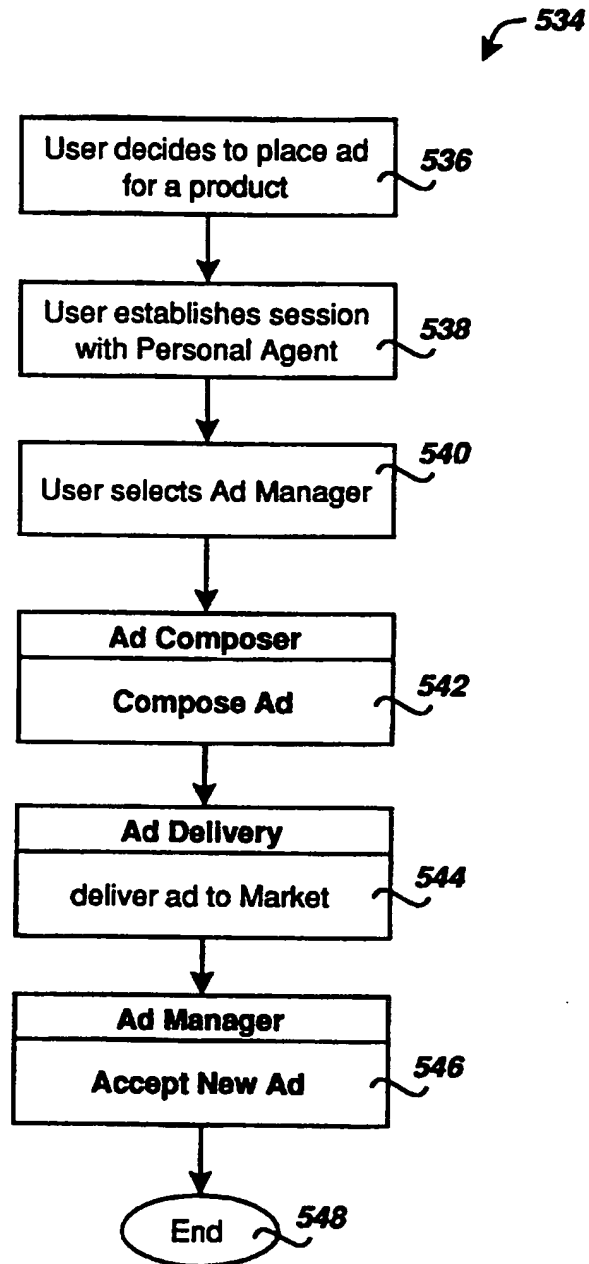 534
User decides to place ad
for a product
536
User establishes session
with Personal Agent
538
540
User selects Ad Manager
Ad Composer
Compose Ad
542
Ad Delivery
deliver ad to Market
544
Ad Manager
Accept New Ad
546
End
548